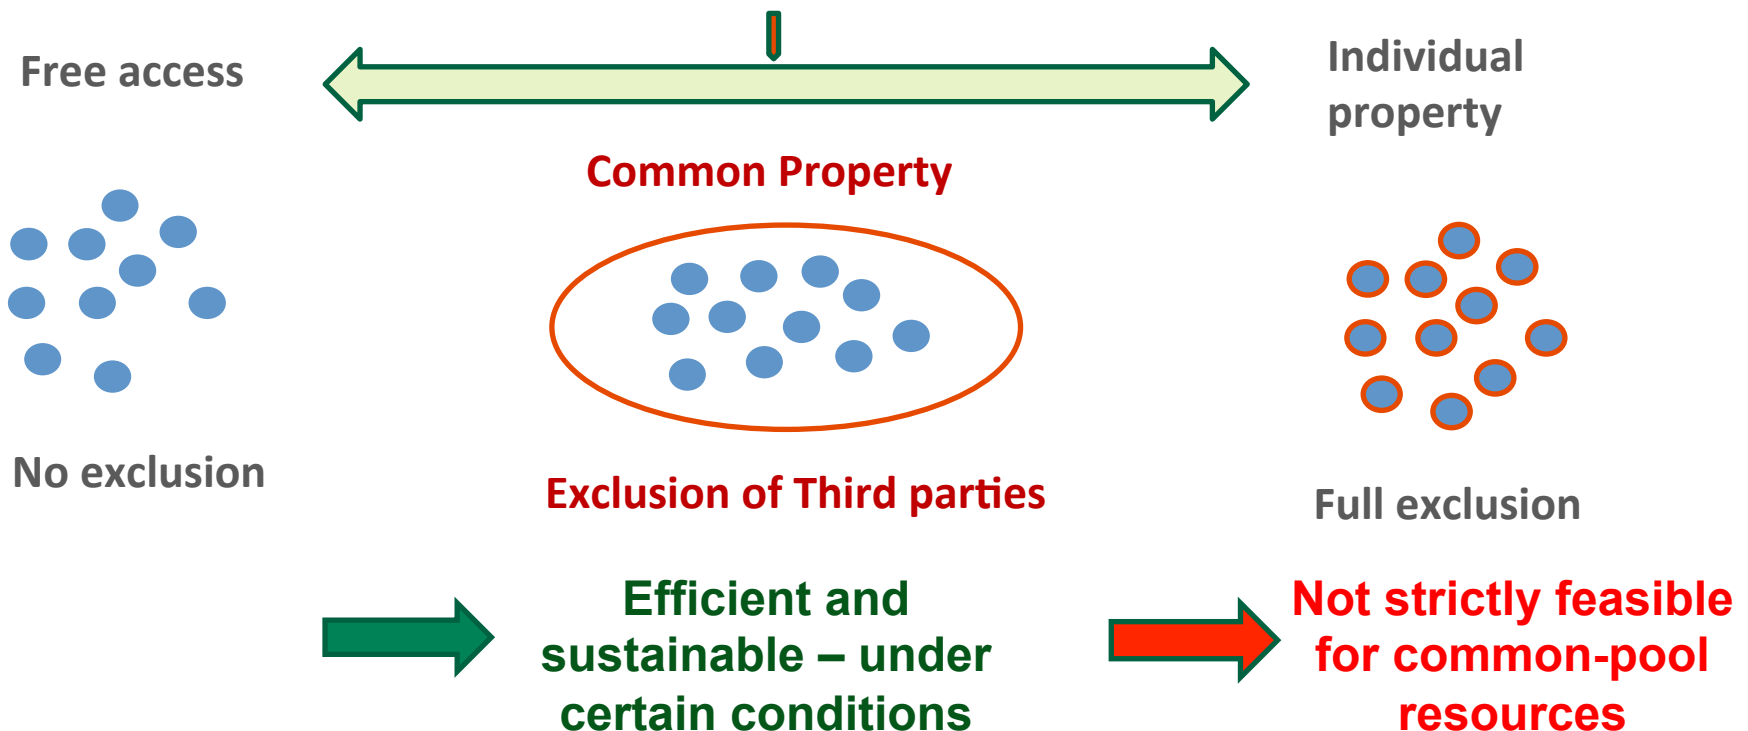 Free access
Individual
property
Common Property
No exclusion
Exclusion of Third parties
Full exclusion
Efficient and
sustainable – under
certain conditions
Not strictly feasible
for common-pool
resources